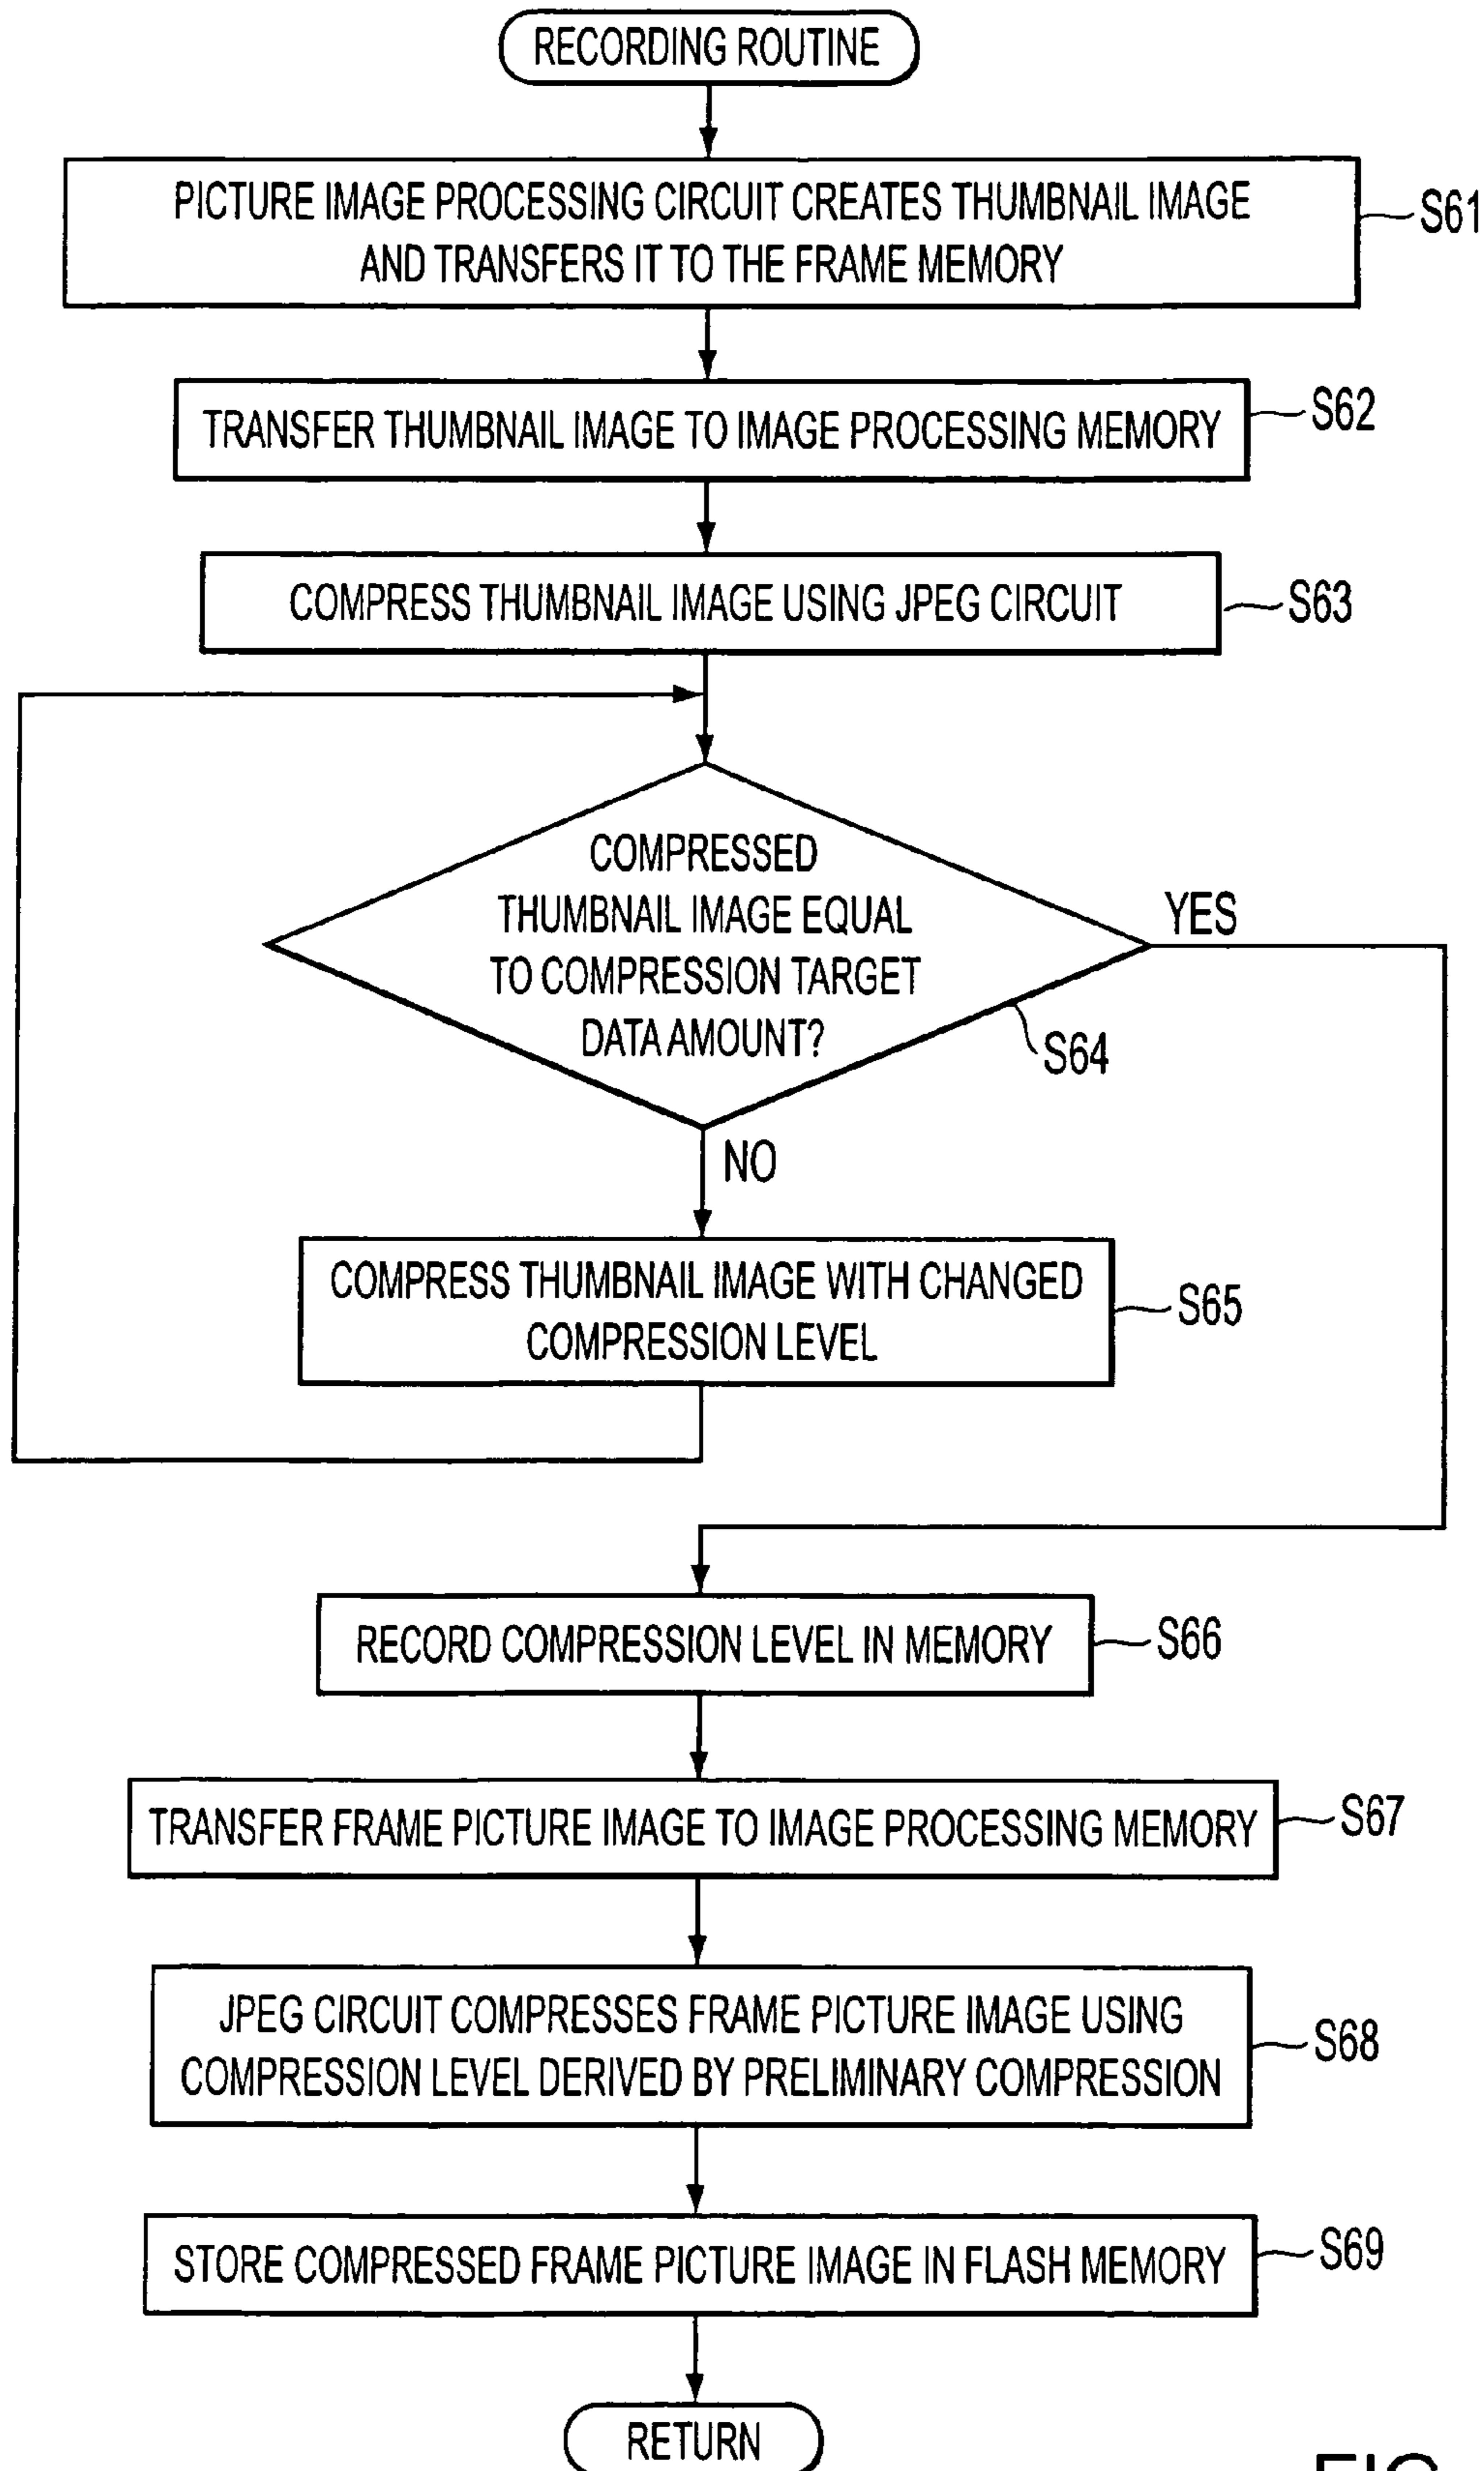 RECORDING ROUTINE
PICTURE IMAGE PROCESSING CIRCUIT CREATES THUMBNAIL IMAGE
AND TRANSFERS IT TO THE FRAME MEMORY
S61
TRANSFER THUMBNAIL IMAGE TO IMAGE PROCESSING MEMORY
S62
COMPRESS THUMBNAIL IMAGE USING JPEG CIRCUIT
S63
COMPRESSED
THUMBNAIL IMAGE EQUAL
TO COMPRESSION TARGET
DATA AMOUNT?
YES
S64
NO
COMPRESS THUMBNAIL IMAGE WITH CHANGED
COMPRESSION LEVEL
S65
RECORD COMPRESSION LEVEL IN MEMORY
S66
TRANSFER FRAME PICTURE IMAGE TO IMAGE PROCESSING MEMORY
S67
JPEG CIRCUIT COMPRESSES FRAME PICTURE IMAGE USING
COMPRESSION LEVEL DERIVED BY PRELIMINARY COMPRESSION
S68
STORE COMPRESSED FRAME PICTURE IMAGE IN FLASH MEMORY
S69
RETURN
FIG